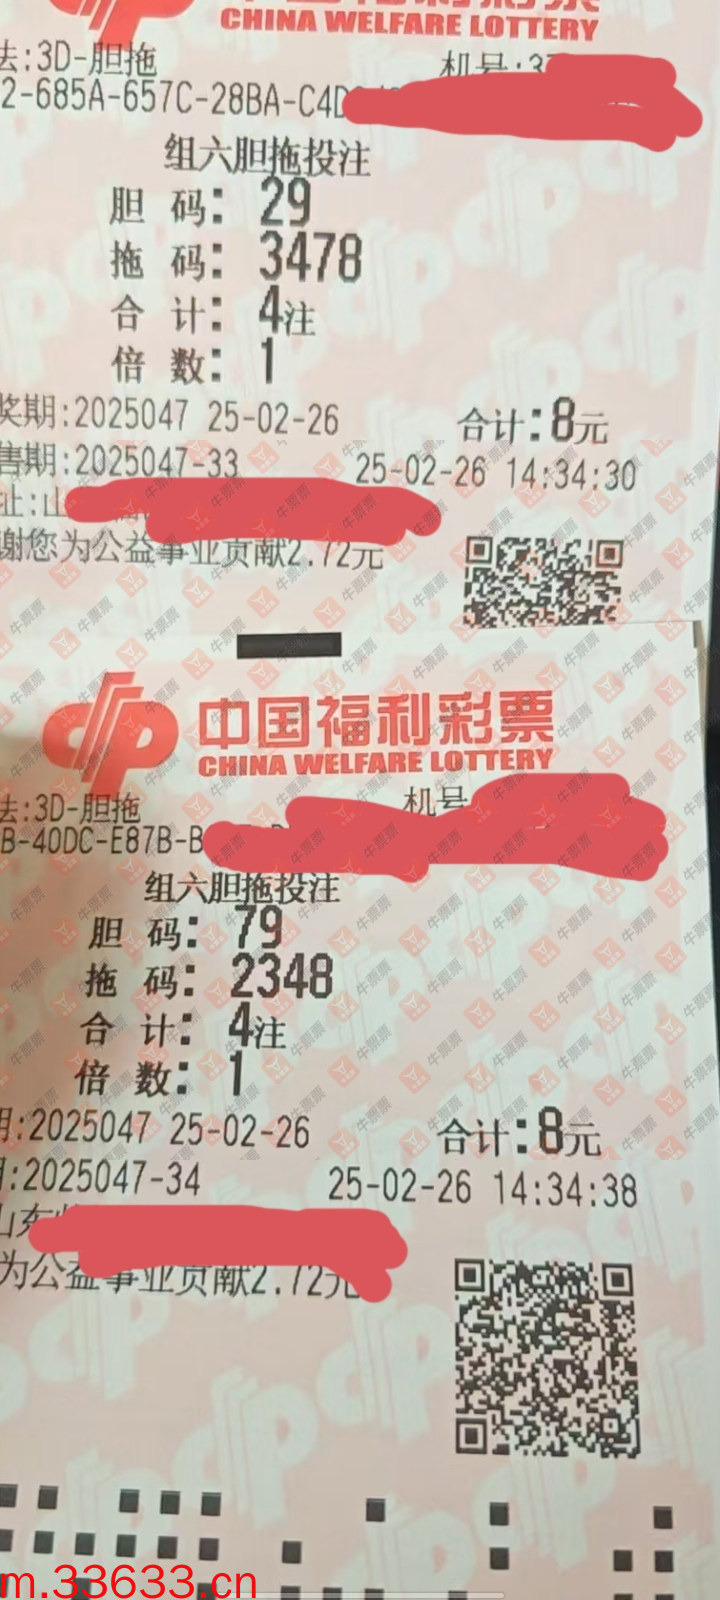 CHINA WELFARE LOTTERY
法:3D-胆拖 机号:3
2-685A-657C-28BA-C4D
组六胆拖投注
胆 码: 29
拖 码: 3478
合 计: 4注
倍 数: 1
奖期:2025047 25-02-26 合计:8元
售期:2025047-33 25-02-26 14:34:30
址:山
谢您为公益事业贡献2.72元
中国福利彩票
CHINA WELFARE LOTTERY
法:3D-胆拖 机号
B-40DC-E87B-B
组六胆拖投注
胆 码: 79
拖 码: 2348
合 计: 4注
倍 数: 1
期:2025047 25-02-26 合计:8元
期:2025047-34 25-02-26 14:34:38
山东
为公益事业贡献2.72元
m.33633.cn
牛票票